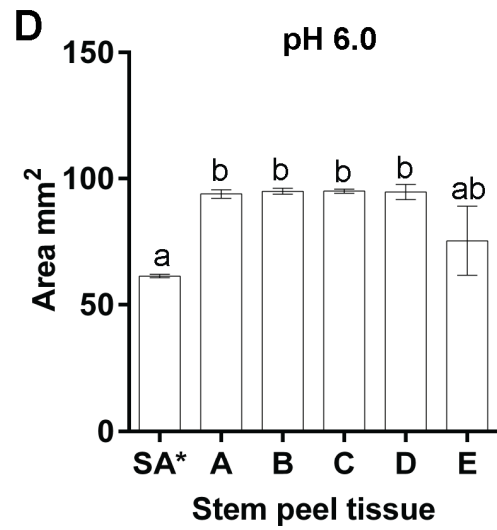 D
pH 6.0
150
100
50
0
Area mm²
a
b
b
b
b
ab
SA* A B C D E
Stem peel tissue